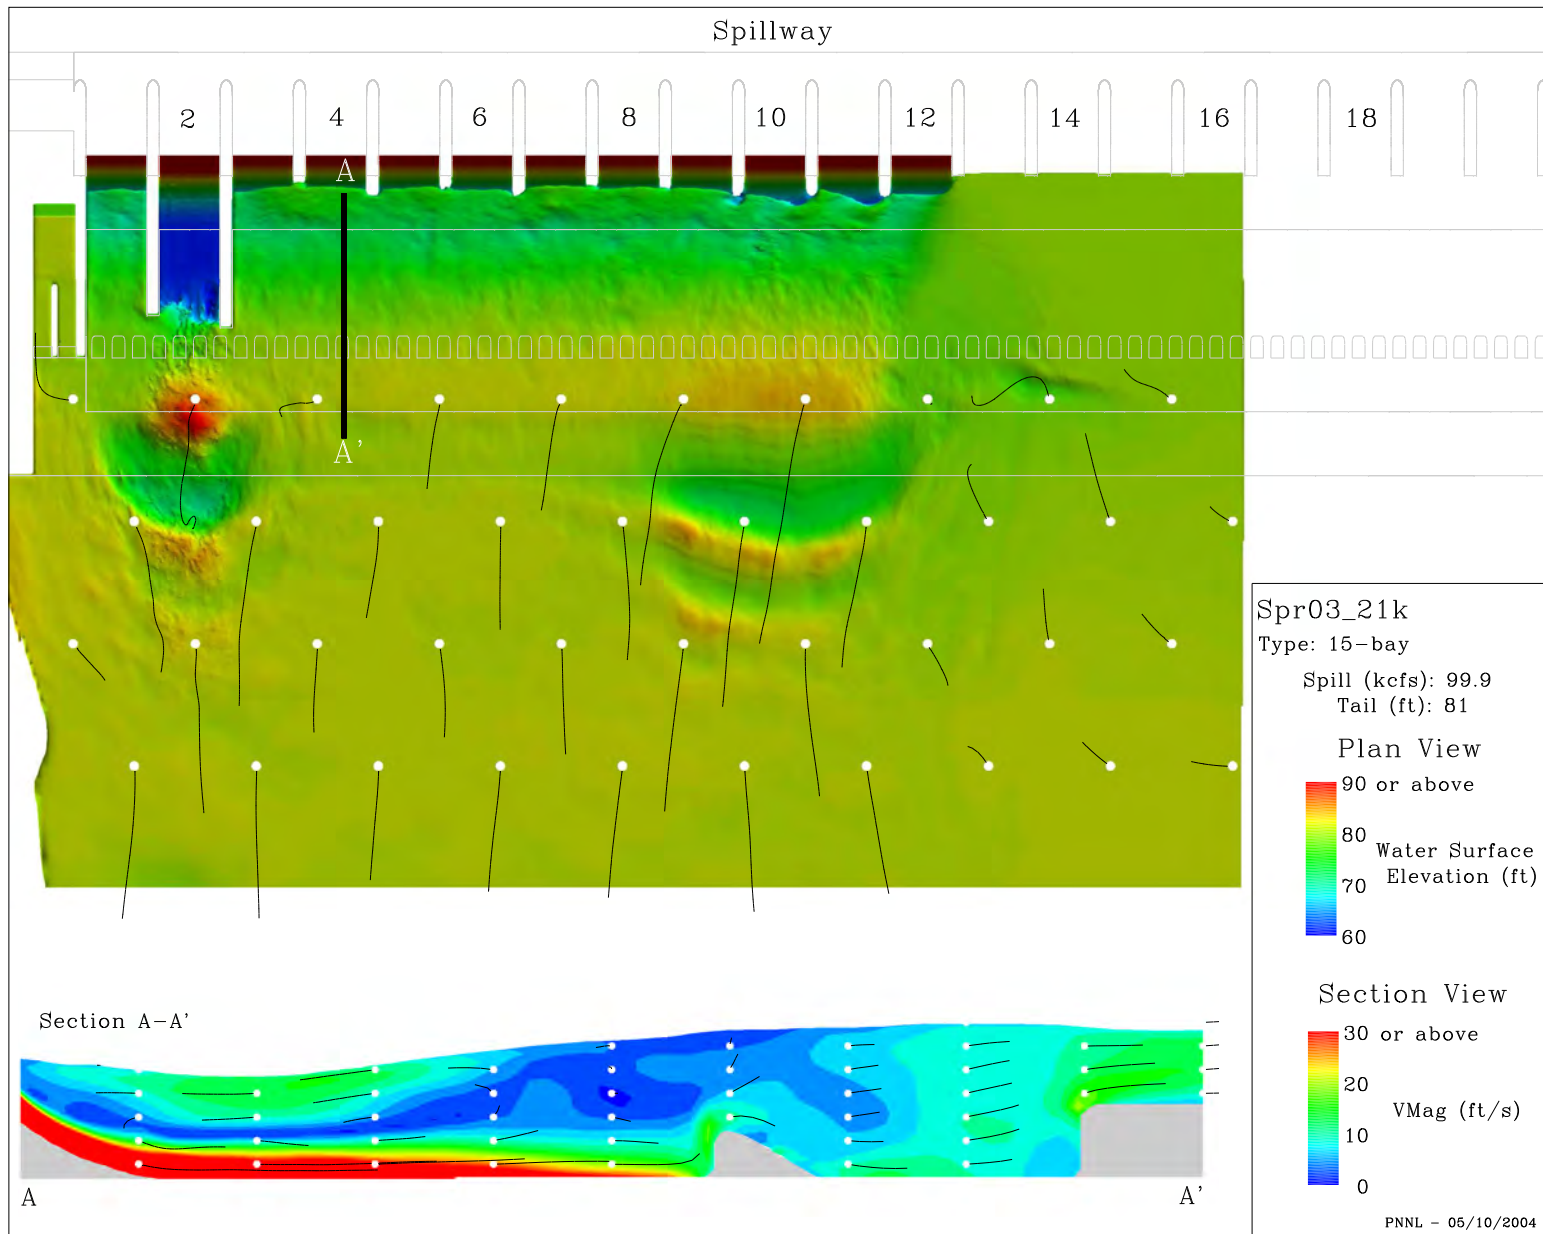 Spillway
2 4 6 8 10 12 14 16 18
A
A'
Spr03_21k
Type: 15-bay
Spill (kcfs): 99.9
Tail (ft): 81
Plan View
90 or above
80
Water Surface
70
Elevation (ft)
60
Section A-A'
Section View
30 or above
20
VMag (ft/s)
10
0
A A'
PNNL - 05/10/2004